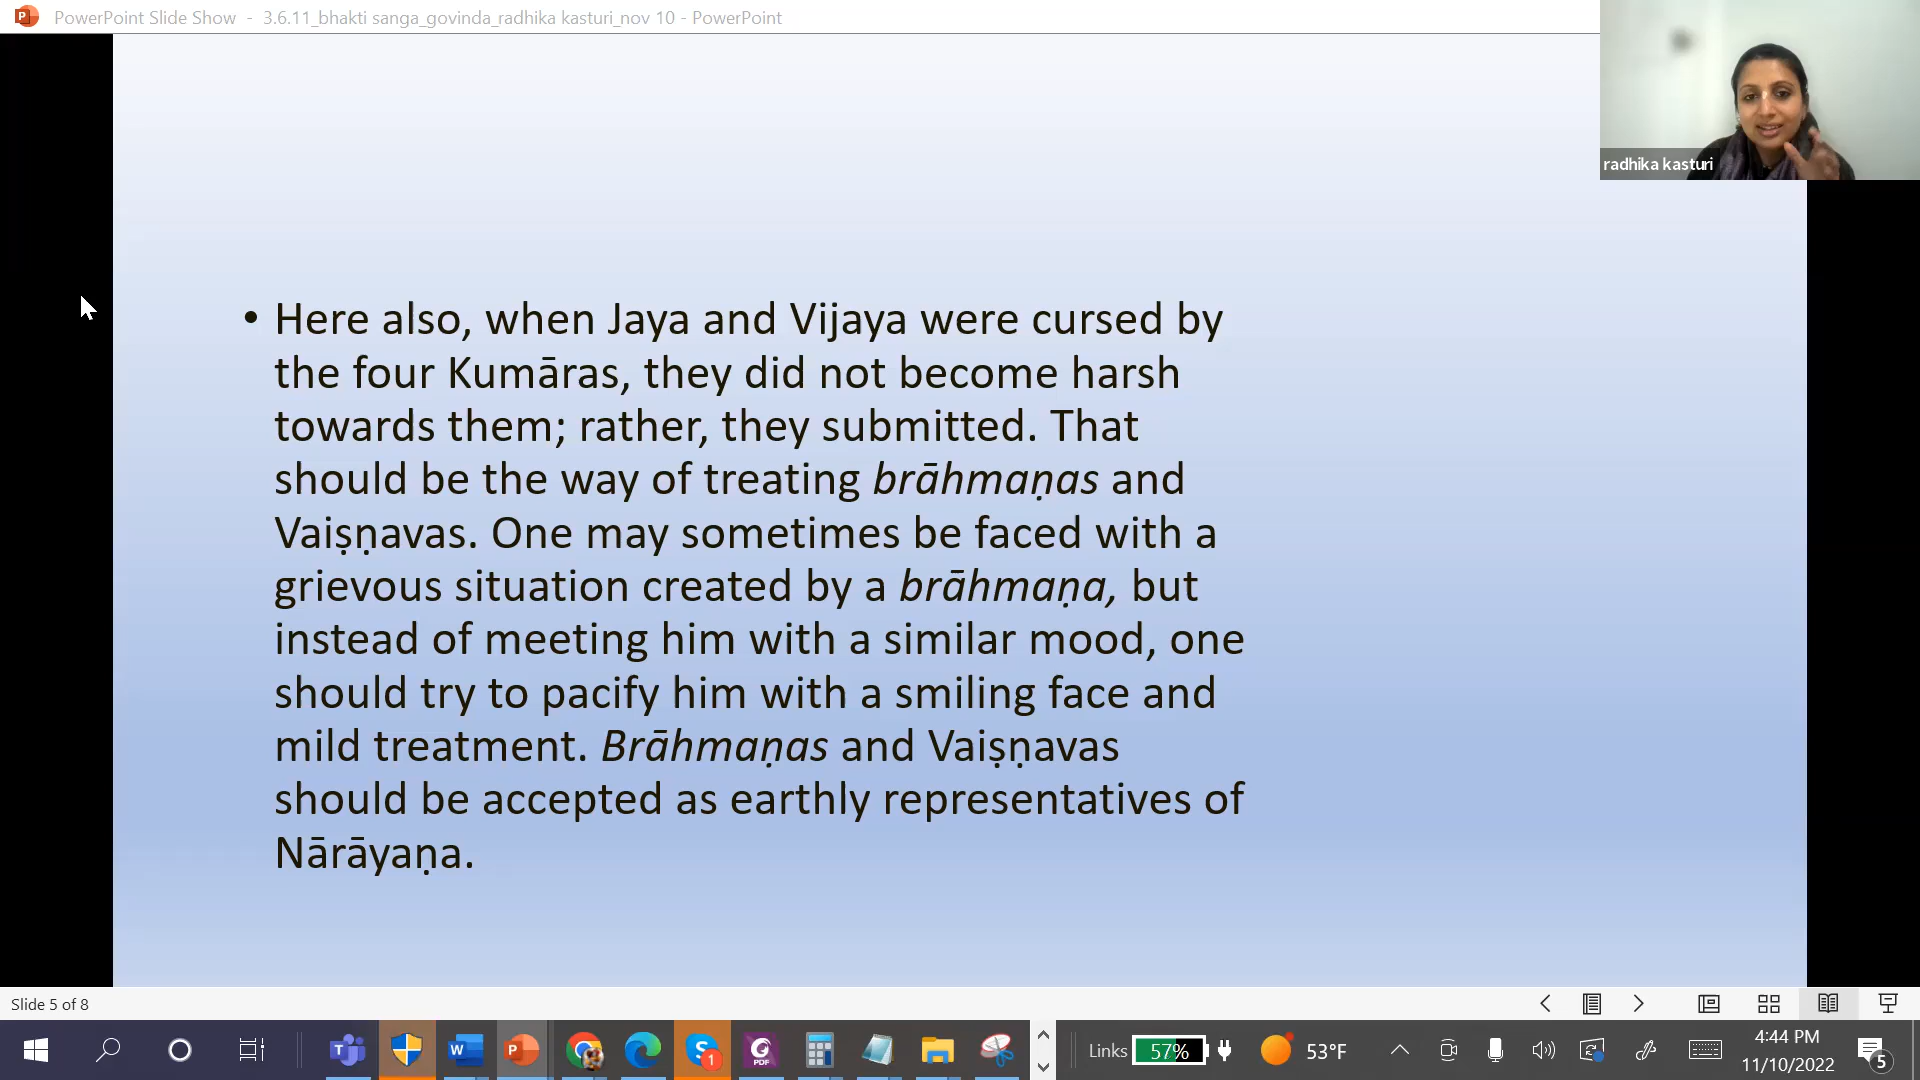 PowerPoint Slide Show - 3.6.11_bhakti sanga_govinda_radhika kasturi_nov 10 - PowerPoint
radhika kasturi
• Here also, when Jaya and Vijaya were cursed by
the four Kumāras, they did not become harsh
towards them; rather, they submitted. That
should be the way of treating brāhmaṇas and
Vaiṣṇavas. One may sometimes be faced with a
grievous situation created by a brāhmaṇa, but
instead of meeting him with a similar mood, one
should try to pacify him with a smiling face and
mild treatment. Brāhmaṇas and Vaiṣṇavas
should be accepted as earthly representatives of
Nārāyaṇa.
Slide 5 of 8
Links 57% 53°F 4:44 PM
11/10/2022
1
5
PDF